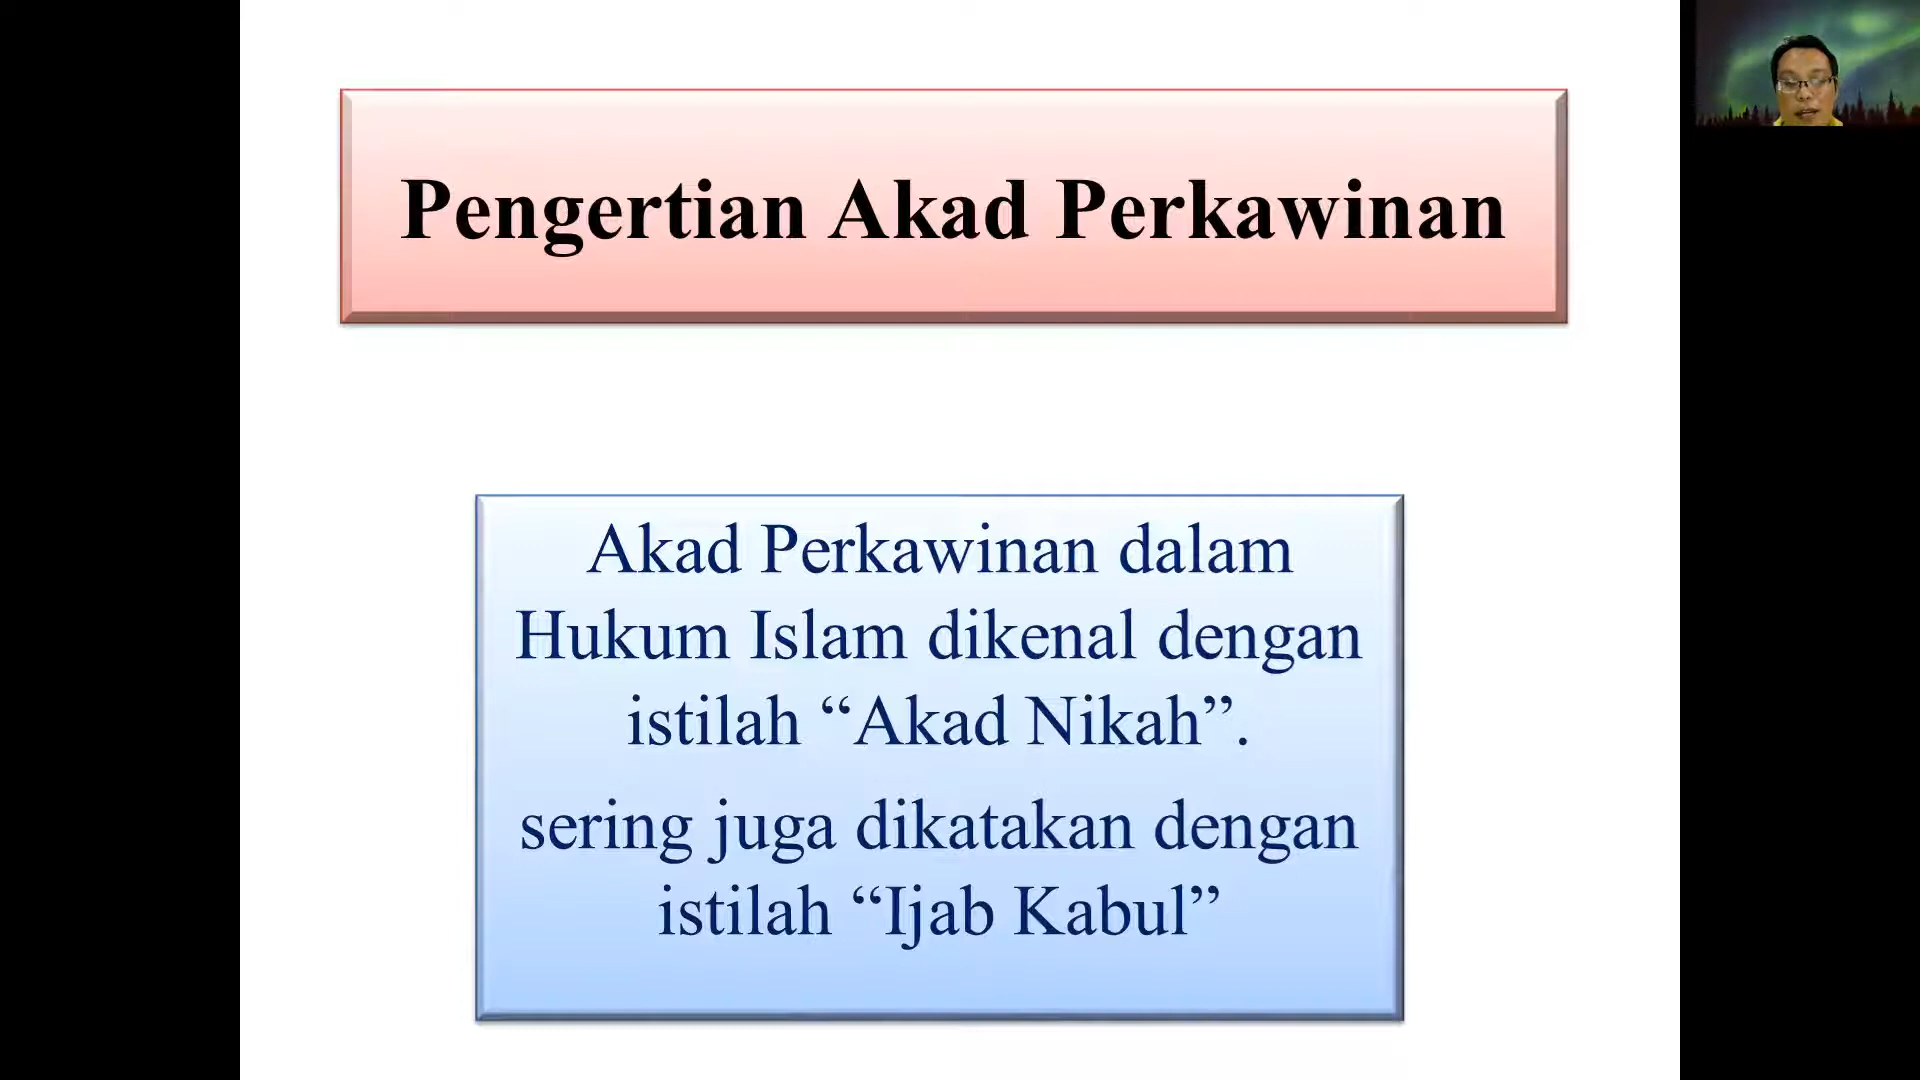 Pengertian Akad Perkawinan
Akad Perkawinan dalam
Hukum Islam dikenal dengan
istilah “Akad Nikah”.
sering juga dikatakan dengan
istilah “Ijab Kabul”